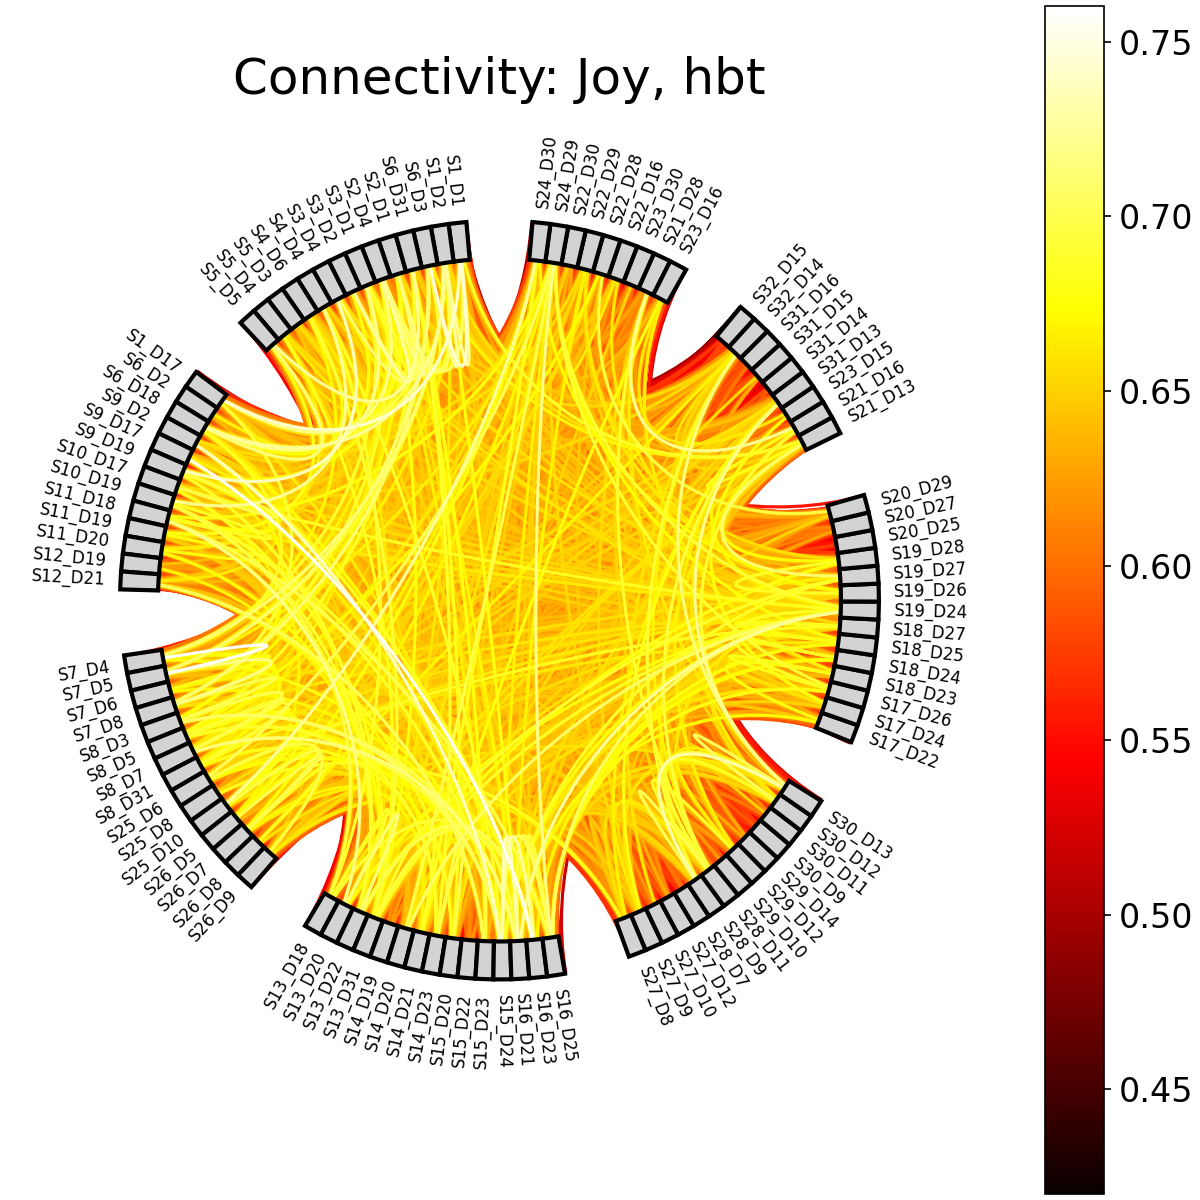 Connectivity: Joy, hbt
S24_D30
S24_D29
S22_D30
S22_D29
S22_D28
S22_D16
S23_D30
S21_D28
S23_D16
S32_D15
S32_D14
S31_D16
S31_D15
S31_D14
S31_D13
S23_D15
S21_D16
S21_D13
S20_D29
S20_D27
S20_D25
S19_D28
S19_D27
S19_D26
S19_D24
S18_D27
S18_D25
S18_D24
S18_D23
S17_D26
S17_D24
S17_D22
S30_D13
S30_D12
S30_D11
S30_D9
S29_D14
S29_D12
S29_D10
S28_D11
S28_D9
S28_D7
S27_D12
S27_D10
S27_D9
S27_D8
S16_D25
S16_D23
S16_D21
S15_D24
S15_D23
S15_D22
S15_D20
S14_D23
S14_D21
S14_D20
S14_D19
S13_D31
S13_D22
S13_D20
S13_D18
S26_D9
S26_D8
S26_D7
S26_D5
S25_D10
S25_D8
S25_D6
S8_D31
S8_D7
S8_D5
S8_D3
S7_D8
S7_D6
S7_D5
S7_D4
S12_D21
S12_D19
S11_D20
S11_D19
S11_D18
S10_D19
S10_D17
S9_D19
S9_D17
S9_D2
S6_D18
S6_D2
S1_D17
S5_D5
S5_D4
S5_D3
S4_D6
S4_D4
S3_D4
S3_D2
S3_D1
S2_D4
S2_D1
S6_D31
S6_D3
S1_D2
S1_D1
0.75
0.70
0.65
0.60
0.55
0.50
0.45